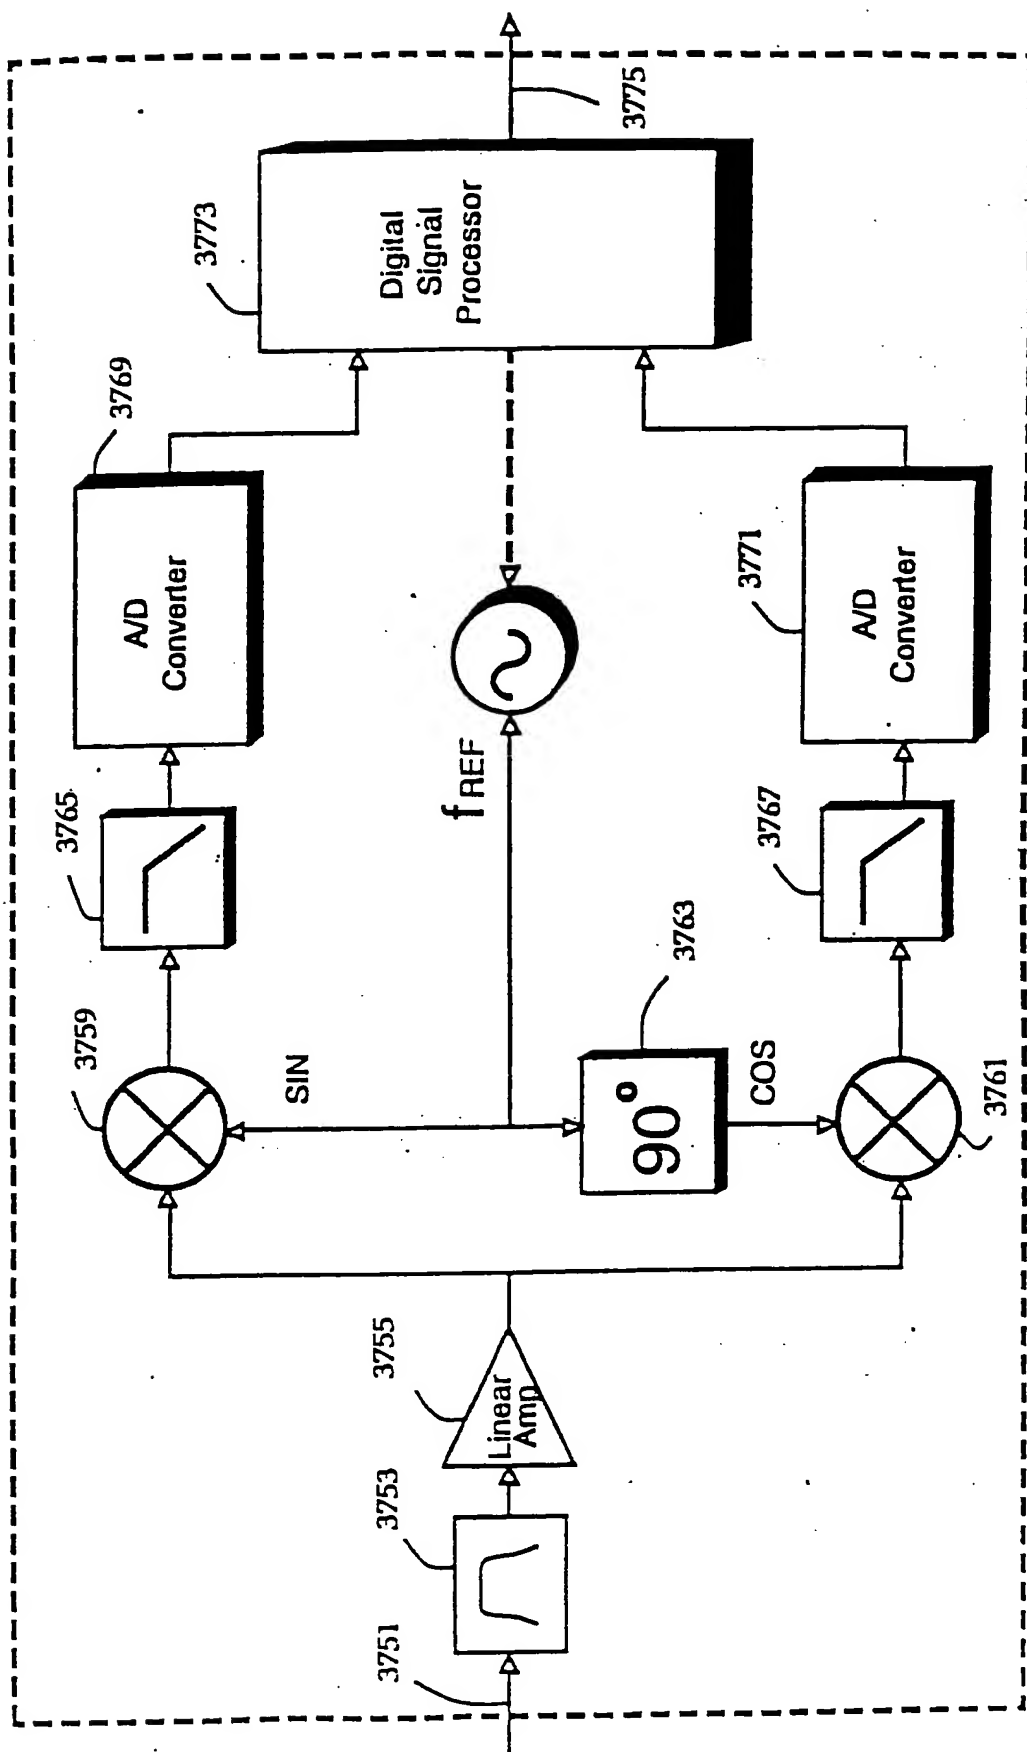 3751
3753
3755
Linear
Amp
3759
SIN
90°
3763
COS
3761
3765
fREF
3767
3769
A/D
Converter
3771
A/D
Converter
3773
Digital
Signal
Processor
3775